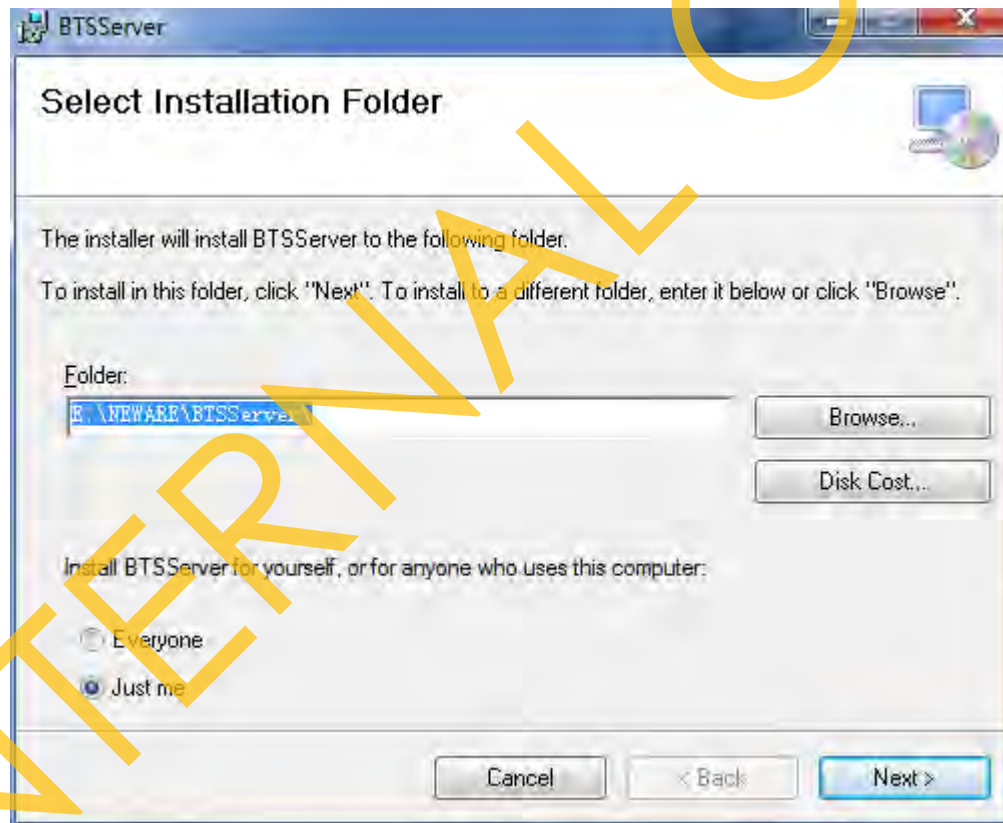 BTSServer
Select Installation Folder
The installer will install BTSServer to the following folder.
To install in this folder, click "Next". To install to a different folder, enter it below or click "Browse".
Folder:
E:\NEWARE\BTSServer\
Browse...
Disk Cost...
Install BTSServer for yourself, or for anyone who uses this computer:
Everyone
Just me
Cancel
< Back
Next >
NTERNAL